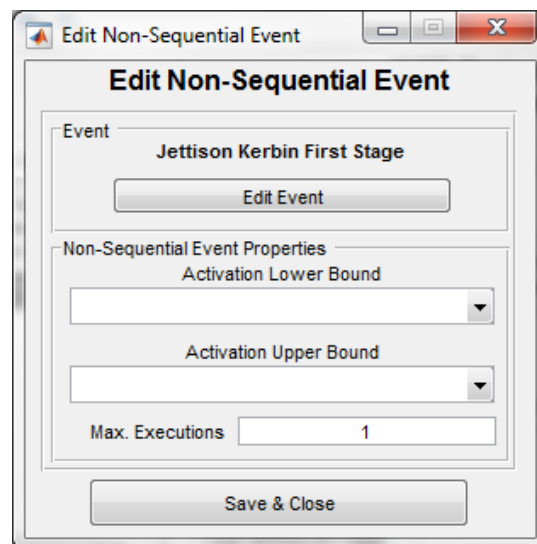 Edit Non-Sequential Event
Edit Non-Sequential Event
Event
Jettison Kerbin First Stage
Edit Event
Non-Sequential Event Properties
Activation Lower Bound
Activation Upper Bound
Max. Executions 1
Save & Close